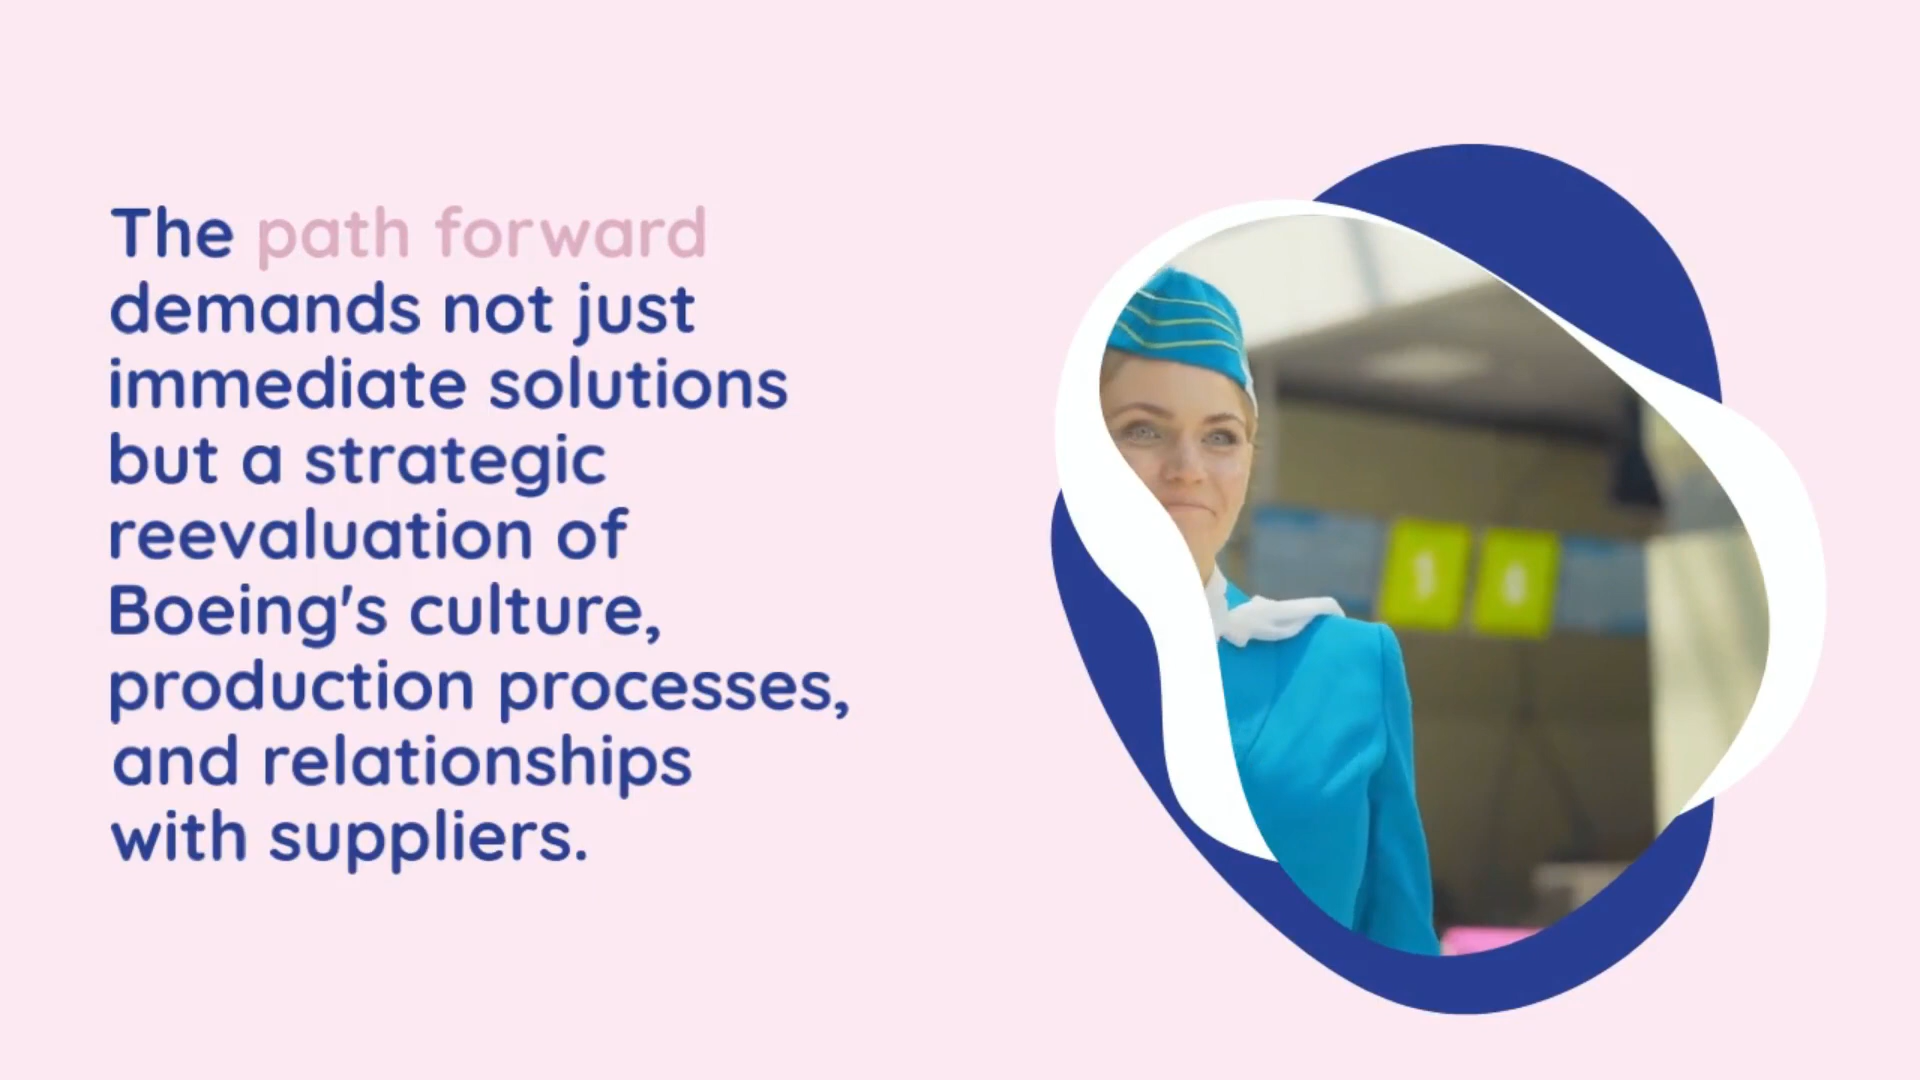 The path forward
demands not just
immediate solutions
but a strategic
reevaluation of
Boeing's culture,
production processes,
and relationships
with suppliers.